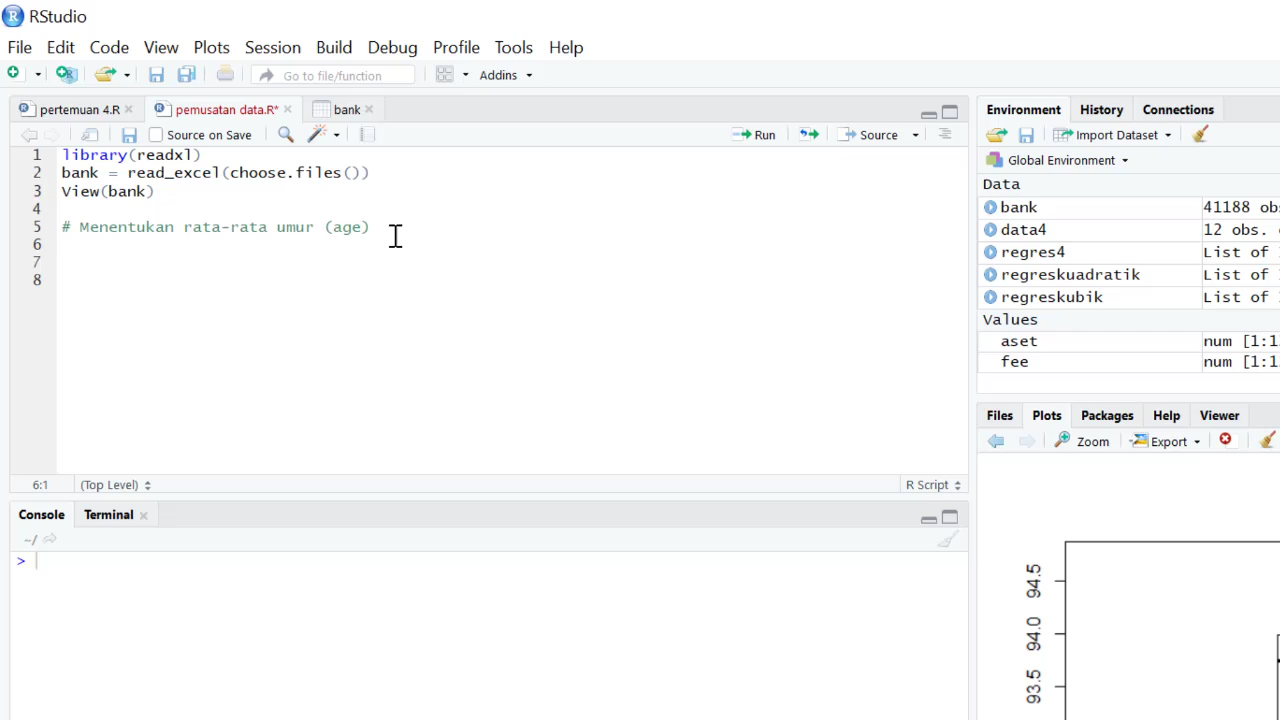 RStudio
File Edit Code View Plots Session Build Debug Profile Tools Help
Go to file/function Addins
pertemuan 4.R pemusatan data.R* bank
Source on Save Run Source
1 library(readxl)
2 bank = read_excel(choose.files())
3 View(bank)
4
5 # Menentukan rata-rata umur (age)
6
7
8
6:1 (Top Level) R Script
Console Terminal
~/
>
Environment History Connections
Import Dataset
Global Environment
Data
bank 41188 ob
data4 12 obs.
regres4 List of
regreskuadratik List of
regreskubik List of
Values
aset num [1:1
fee num [1:1
Files Plots Packages Help Viewer
Zoom Export
94.5
94.0
93.5